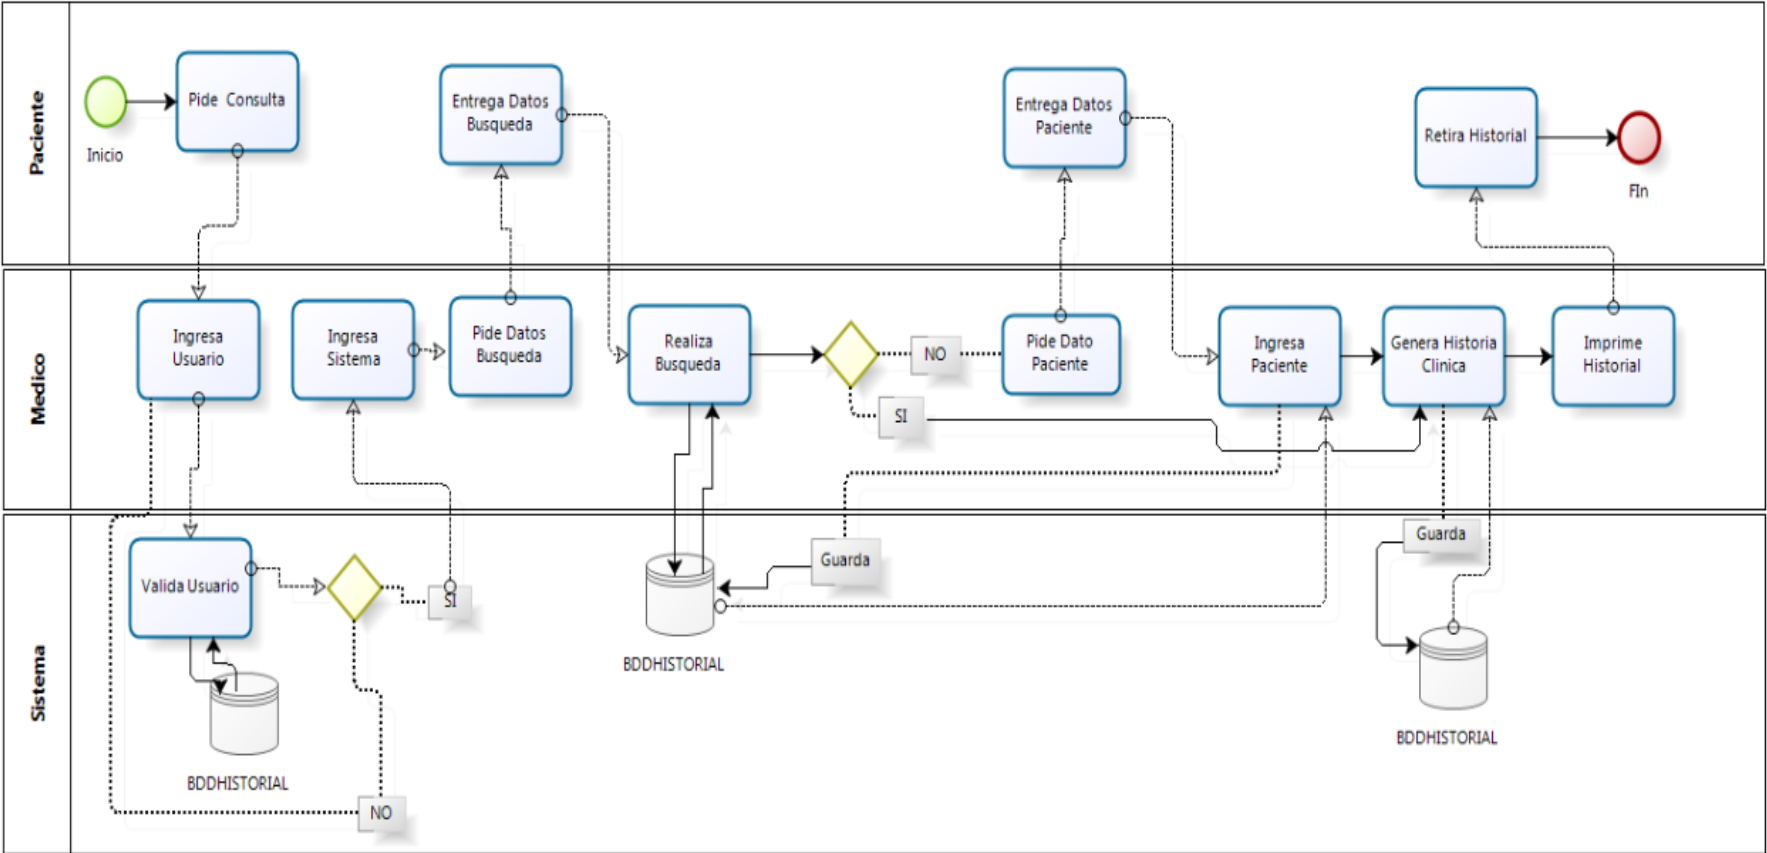 Paciente
Inicio
Pide Consulta
Entrega Datos
Busqueda
Entrega Datos
Paciente
Retira Historial
FIn
Medico
Ingresa
Usuario
Ingresa
Sistema
Pide Datos
Busqueda
Realiza
Busqueda
NO
SI
Pide Dato
Paciente
Ingresa
Paciente
Genera Historia
Clinica
Imprime
Historial
Sistema
Valida Usuario
SI
NO
BDDHISTORIAL
Guarda
BDDHISTORIAL
Guarda
BDDHISTORIAL